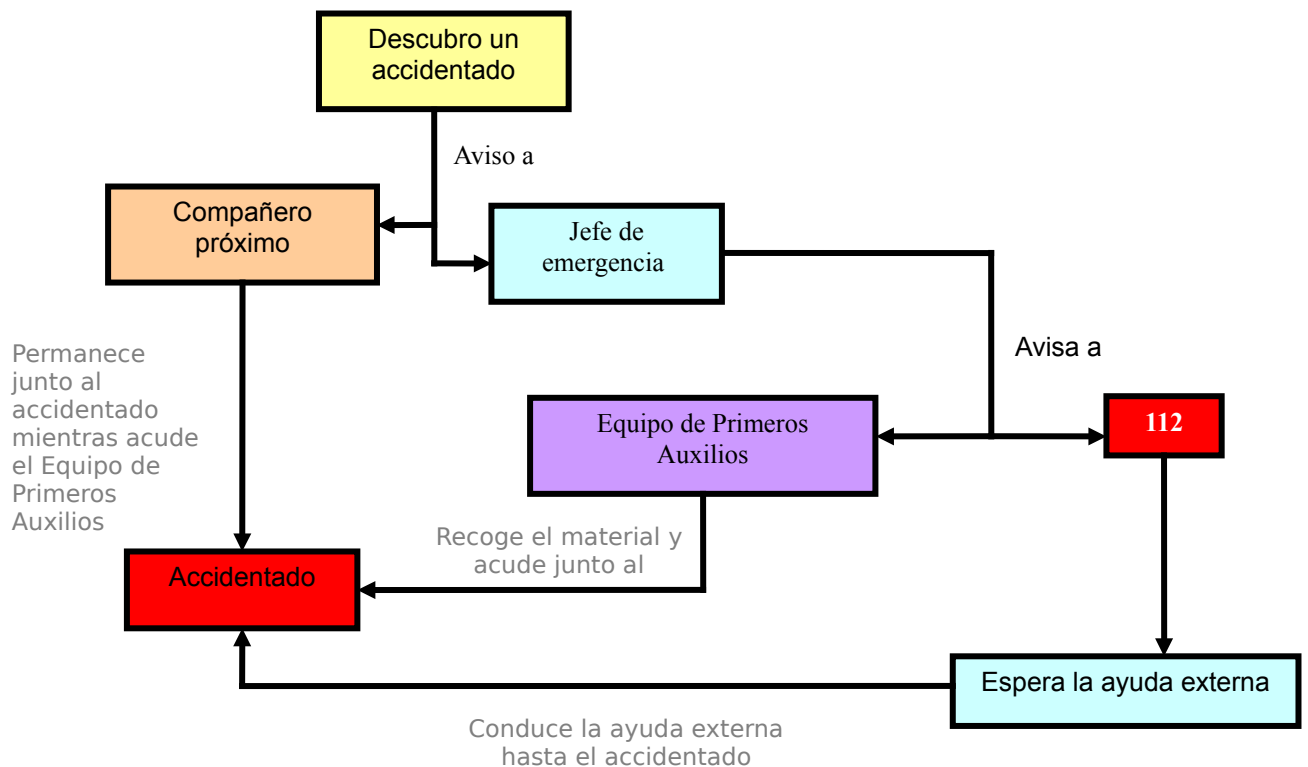 Descubro un
accidentado
Aviso a
Compañero
próximo
Jefe de
emergencia
Avisa a
Permanece
junto al
accidentado
mientras acude
el Equipo de
Primeros
Auxilios
Equipo de Primeros
Auxilios
112
Recoge el material y
acude junto al
Accidentado
Espera la ayuda externa
Conduce la ayuda externa
hasta el accidentado